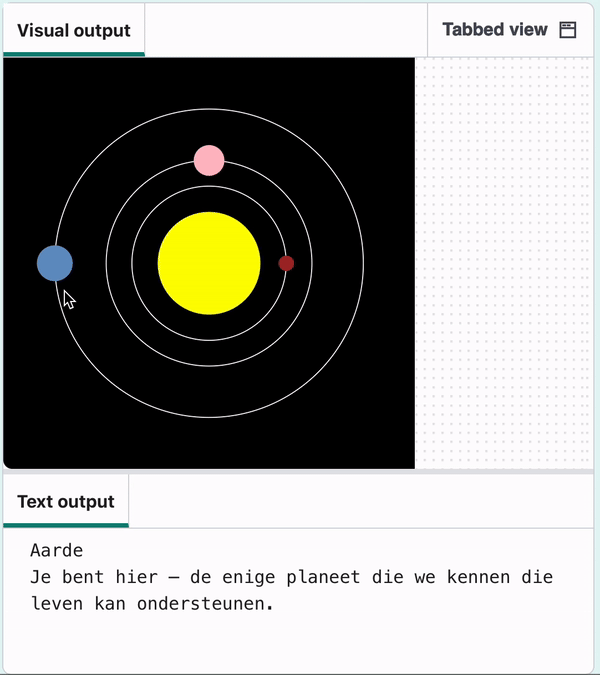 Visual output
Tabbed view
Text output
Aarde
Je bent hier – de enige planeet die we kennen die
leven kan ondersteunen.